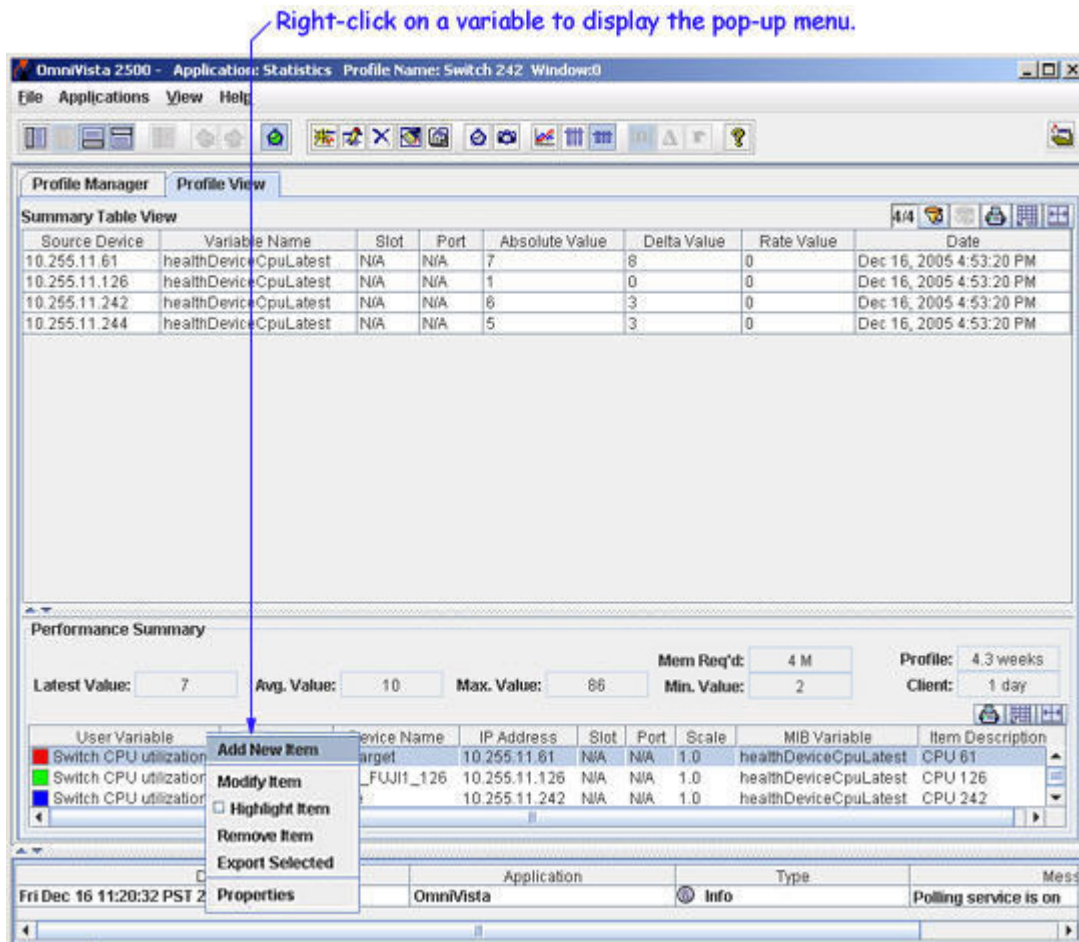 Right-click on a variable to display the pop-up menu.
OmniVista 2500 - Application: Statistics Profile Name: Switch 242 Window:0
File Applications View Help
Profile Manager Profile View
Summary Table View 4/4
Source Device Variable Name Slot Port Absolute Value Delta Value Rate Value Date
10.255.11.61 healthDeviceCpuLatest N/A N/A 7 8 0 Dec 16, 2005 4:53:20 PM
10.255.11.126 healthDeviceCpuLatest N/A N/A 1 0 0 Dec 16, 2005 4:53:20 PM
10.255.11.242 healthDeviceCpuLatest N/A N/A 6 3 0 Dec 16, 2005 4:53:20 PM
10.255.11.244 healthDeviceCpuLatest N/A N/A 5 3 0 Dec 16, 2005 4:53:20 PM
Performance Summary
Mem Req'd: 4 M Profile: 4.3 weeks
Latest Value: 7 Avg. Value: 10 Max. Value: 86 Min. Value: 2 Client: 1 day
User Variable Device Name IP Address Slot Port Scale MIB Variable Item Description
Switch CPU utilization arget 10.255.11.61 N/A N/A 1.0 healthDeviceCpuLatest CPU 61
Switch CPU utilization _FUJI1_126 10.255.11.126 N/A N/A 1.0 healthDeviceCpuLatest CPU 126
Switch CPU utilization 10.255.11.242 N/A N/A 1.0 healthDeviceCpuLatest CPU 242
Add New Item
Modify Item
Highlight Item
Remove Item
Export Selected
Properties
D Application Type Mess
Fri Dec 16 11:20:32 PST 2 OmniVista Info Polling service is on